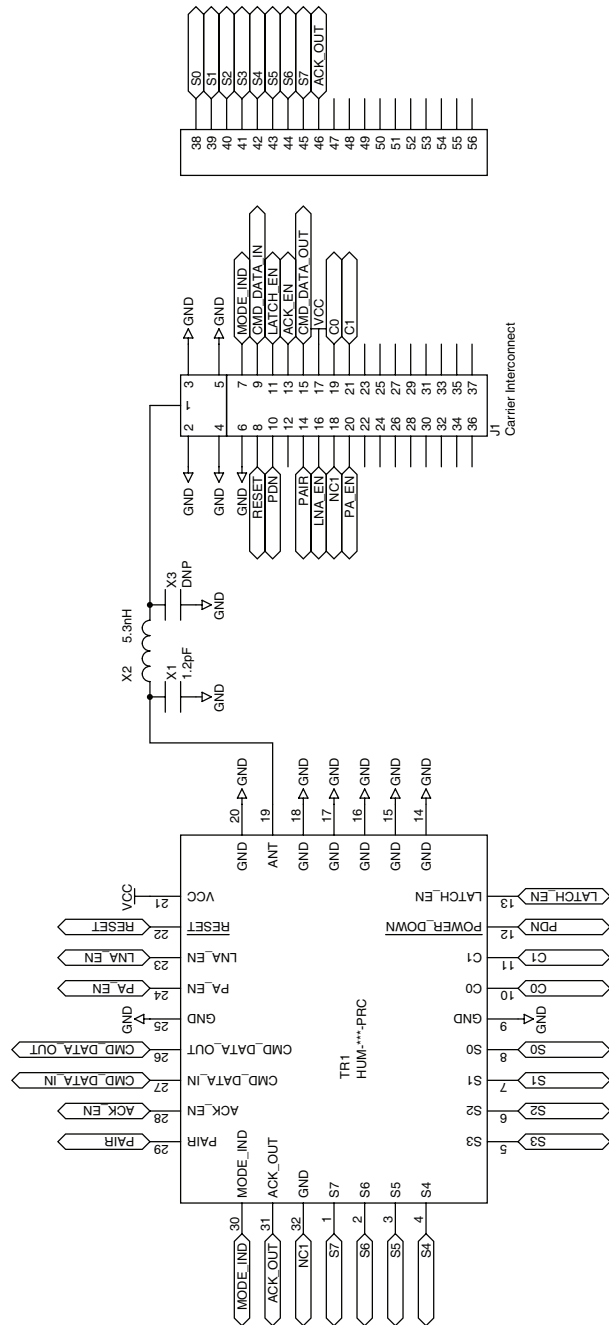 38 S0
39 S1
40 S2
41 S3
42 S4
43 S5
44 S6
45 S7
46 ACK_OUT
47
48
49
50
51
52
53
54
55
56
GND 2 1 3 GND
GND 4 5 GND
GND 6 7 MODE_IND
RESET 8 9 CMD_DATA_IN
PDN 10 11 LATCH_EN
12 13 ACK_EN
PAIR 14 15 CMD_DATA_OUT
LNA_EN 16 17 VCC
NC1 18 19 C0
PA_EN 20 21 C1
22 23
24 25
26 27
28 29
30 31
32 33
34 35
36 37
J1
Carrier Interconnect
X2
5.3nH
X1
1.2pF
GND
X3
DNP
GND
TR1
HUM-***-PRC
MODE_IND 30 MODE_IND
ACK_OUT 31 ACK_OUT
NC1 32 GND
S7 1 S7
S6 2 S6
S5 3 S5
S4 4 S4
S3 5 S3
S2 6 S2
S1 7 S1
S0 8 S0
GND 9 GND
C0 10 C0
C1 11 C1
POWER_DOWN 12 PDN
LATCH_EN 13 LATCH_EN
GND 14 GND
GND 15 GND
GND 16 GND
GND 17 GND
GND 18 GND
ANT 19
GND 20 GND
VCC 21 VCC
RESET 22 RESET
LNA_EN 23 LNA_EN
PA_EN 24 PA_EN
GND 25 GND
CMD_DATA_OUT 26 CMD_DATA_OUT
CMD_DATA_IN 27 CMD_DATA_IN
ACK_EN 28 ACK_EN
PAIR 29 PAIR